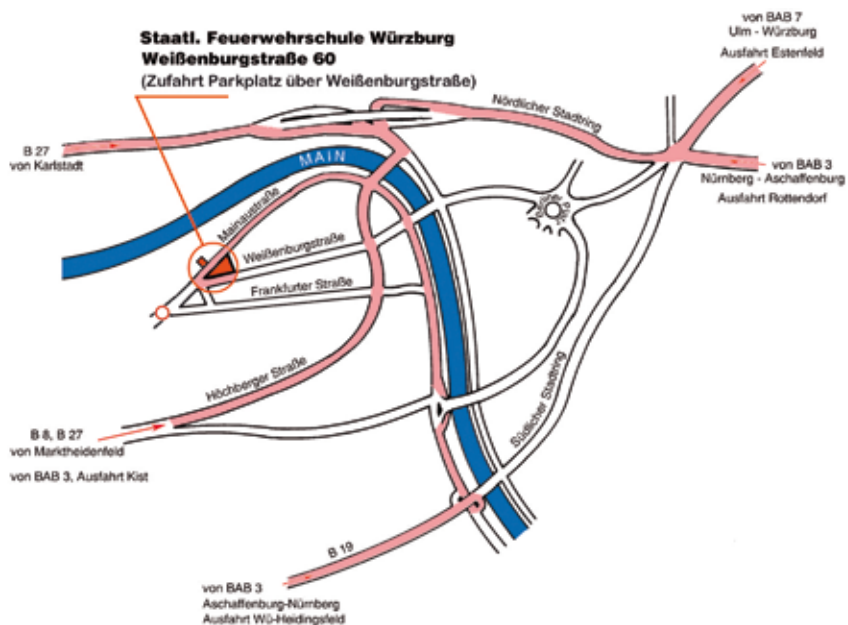 Staatl. Feuerwehrschule Würzburg
Weißenburgstraße 60
(Zufahrt Parkplatz über Weißenburgstraße)
von BAB 7
Ulm - Würzburg
Ausfahrt Estenfeld
Nördlicher Stadtring
B 27
von Karlstadt
MAIN
von BAB 3
Nürnberg - Aschaffenburg
Ausfahrt Rottendorf
Mainaustraße
Weißenburgstraße
Frankfurter Straße
Höchberger Straße
Südlicher Stadtring
B 8, B 27
von Marktheidenfeld
von BAB 3, Ausfahrt Kist
B 19
von BAB 3
Aschaffenburg-Nürnberg
Ausfahrt Wü-Heidingsfeld